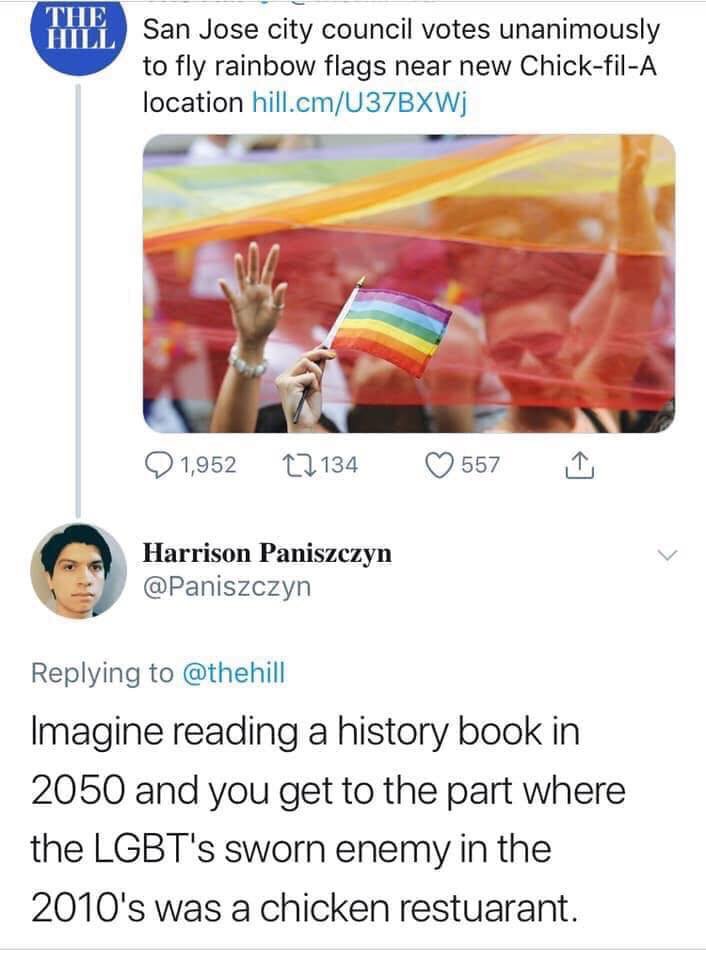 THE
HILL
San Jose city council votes unanimously
to fly rainbow flags near new Chick-fil-A
location hill.cm/U37BXWj
1,952 134 557
Harrison Paniszczyn
@Paniszczyn
Replying to @thehill
Imagine reading a history book in
2050 and you get to the part where
the LGBT's sworn enemy in the
2010's was a chicken restuarant.